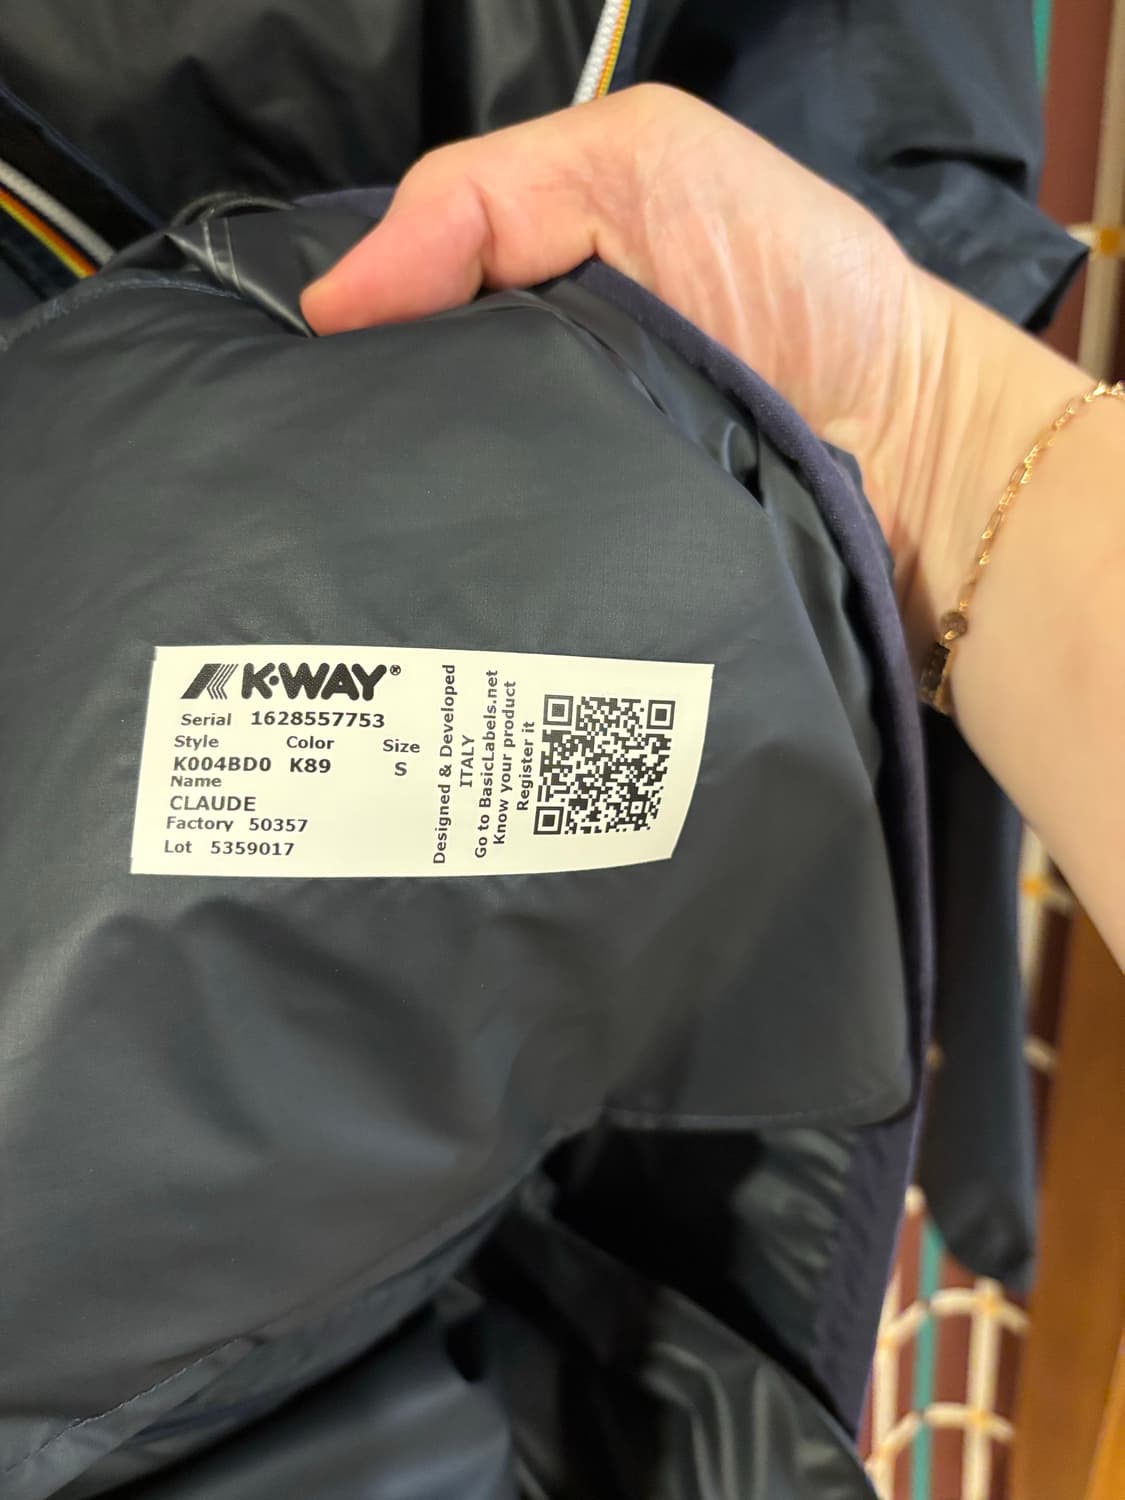 K-WAY®
Serial 1628557753
Style Color Size
K004BD0 K89 S
Name
CLAUDE
Factory 50357
Lot 5359017
Designed & Developed
ITALY
Go to BasicLabels.net
Know your product
Register it